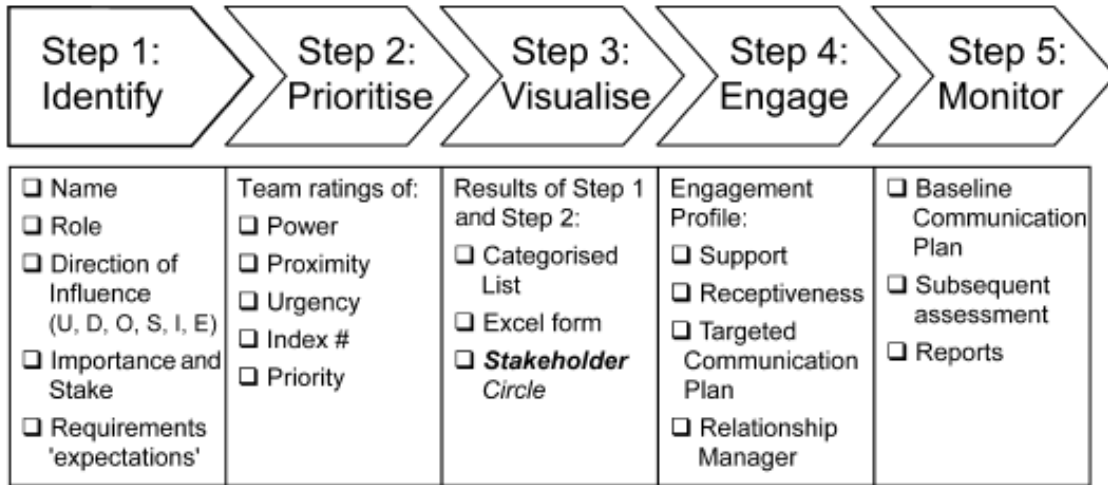 Step 1:
Identify
Step 2:
Prioritise
Step 3:
Visualise
Step 4:
Engage
Step 5:
Monitor
❑ Name
❑ Role
❑ Direction of
Influence
(U, D, O, S, I, E)
❑ Importance and
Stake
❑ Requirements
'expectations'
Team ratings of:
❑ Power
❑ Proximity
❑ Urgency
❑ Index #
❑ Priority
Results of Step 1
and Step 2:
❑ Categorised
List
❑ Excel form
❑ Stakeholder
Circle
Engagement
Profile:
❑ Support
❑ Receptiveness
❑ Targeted
Communication
Plan
❑ Relationship
Manager
❑ Baseline
Communication
Plan
❑ Subsequent
assessment
❑ Reports